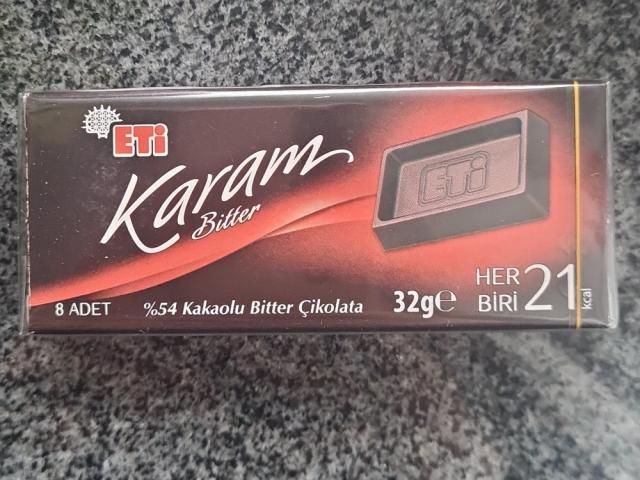 ETi
Karam
Bitter
ETi
8 ADET
%54 Kakaolu Bitter Çikolata
32g℮
HER
BİRİ
21
kcal